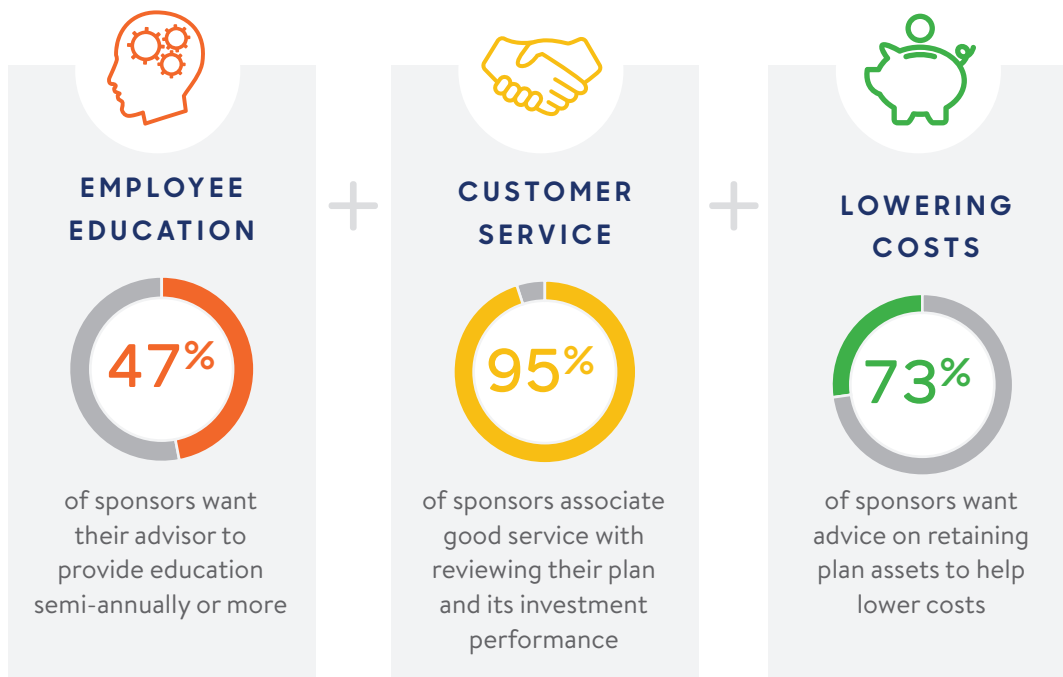 EMPLOYEE
EDUCATION
47%
of sponsors want
their advisor to
provide education
semi-annually or more
+
CUSTOMER
SERVICE
95%
of sponsors associate
good service with
reviewing their plan
and its investment
performance
+
LOWERING
COSTS
73%
of sponsors want
advice on retaining
plan assets to help
lower costs